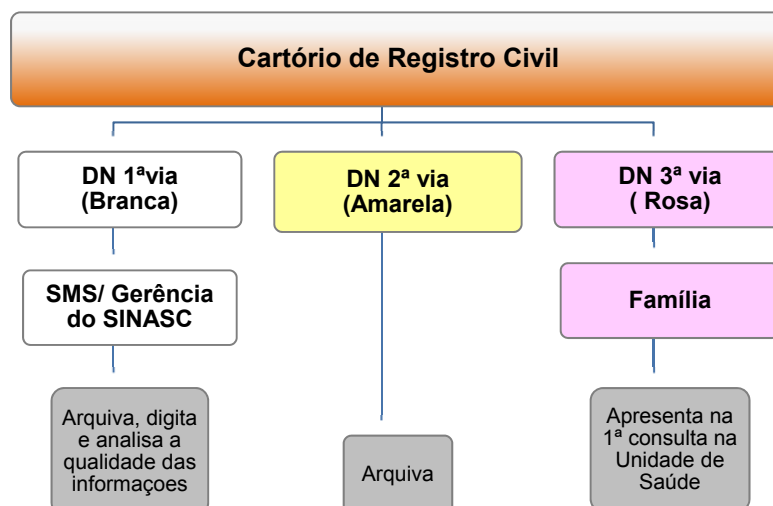 Cartório de Registro Civil
DN 1ªvia
(Branca)
DN 2ª via
(Amarela)
DN 3ª via
( Rosa)
SMS/ Gerência
do SINASC
Família
Arquiva, digita
e analisa a
qualidade das
informaçoes
Arquiva
Apresenta na
1ª consulta na
Unidade de
Saúde